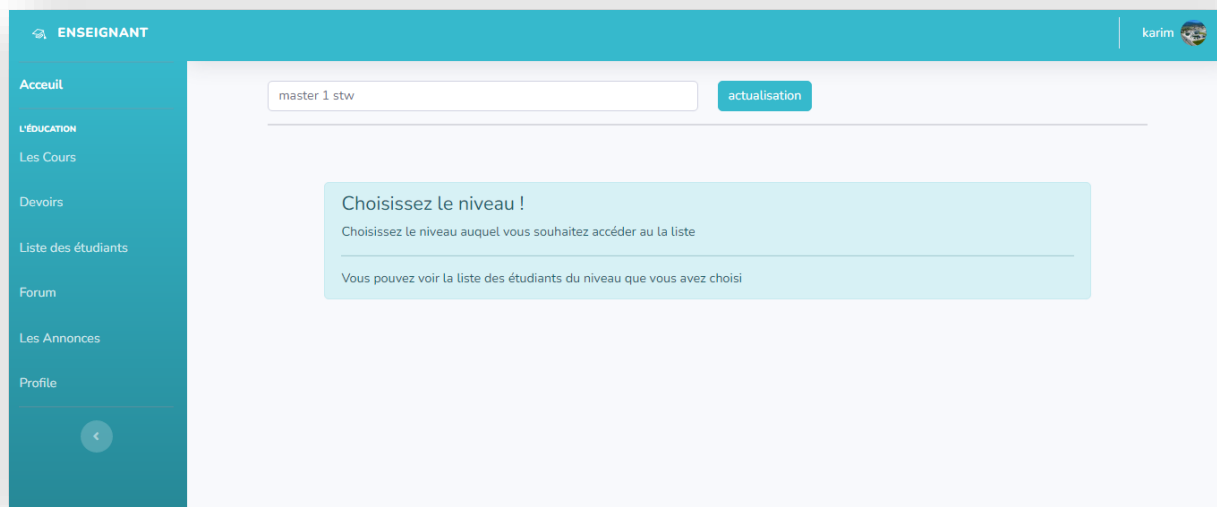 ENSEIGNANT
karim
Acceuil
master 1 stw
actualisation
L'ÉDUCATION
Les Cours
Devoirs
Liste des étudiants
Forum
Les Annonces
Profile
Choisissez le niveau !
Choisissez le niveau auquel vous souhaitez accéder au la liste
Vous pouvez voir la liste des étudiants du niveau que vous avez choisi